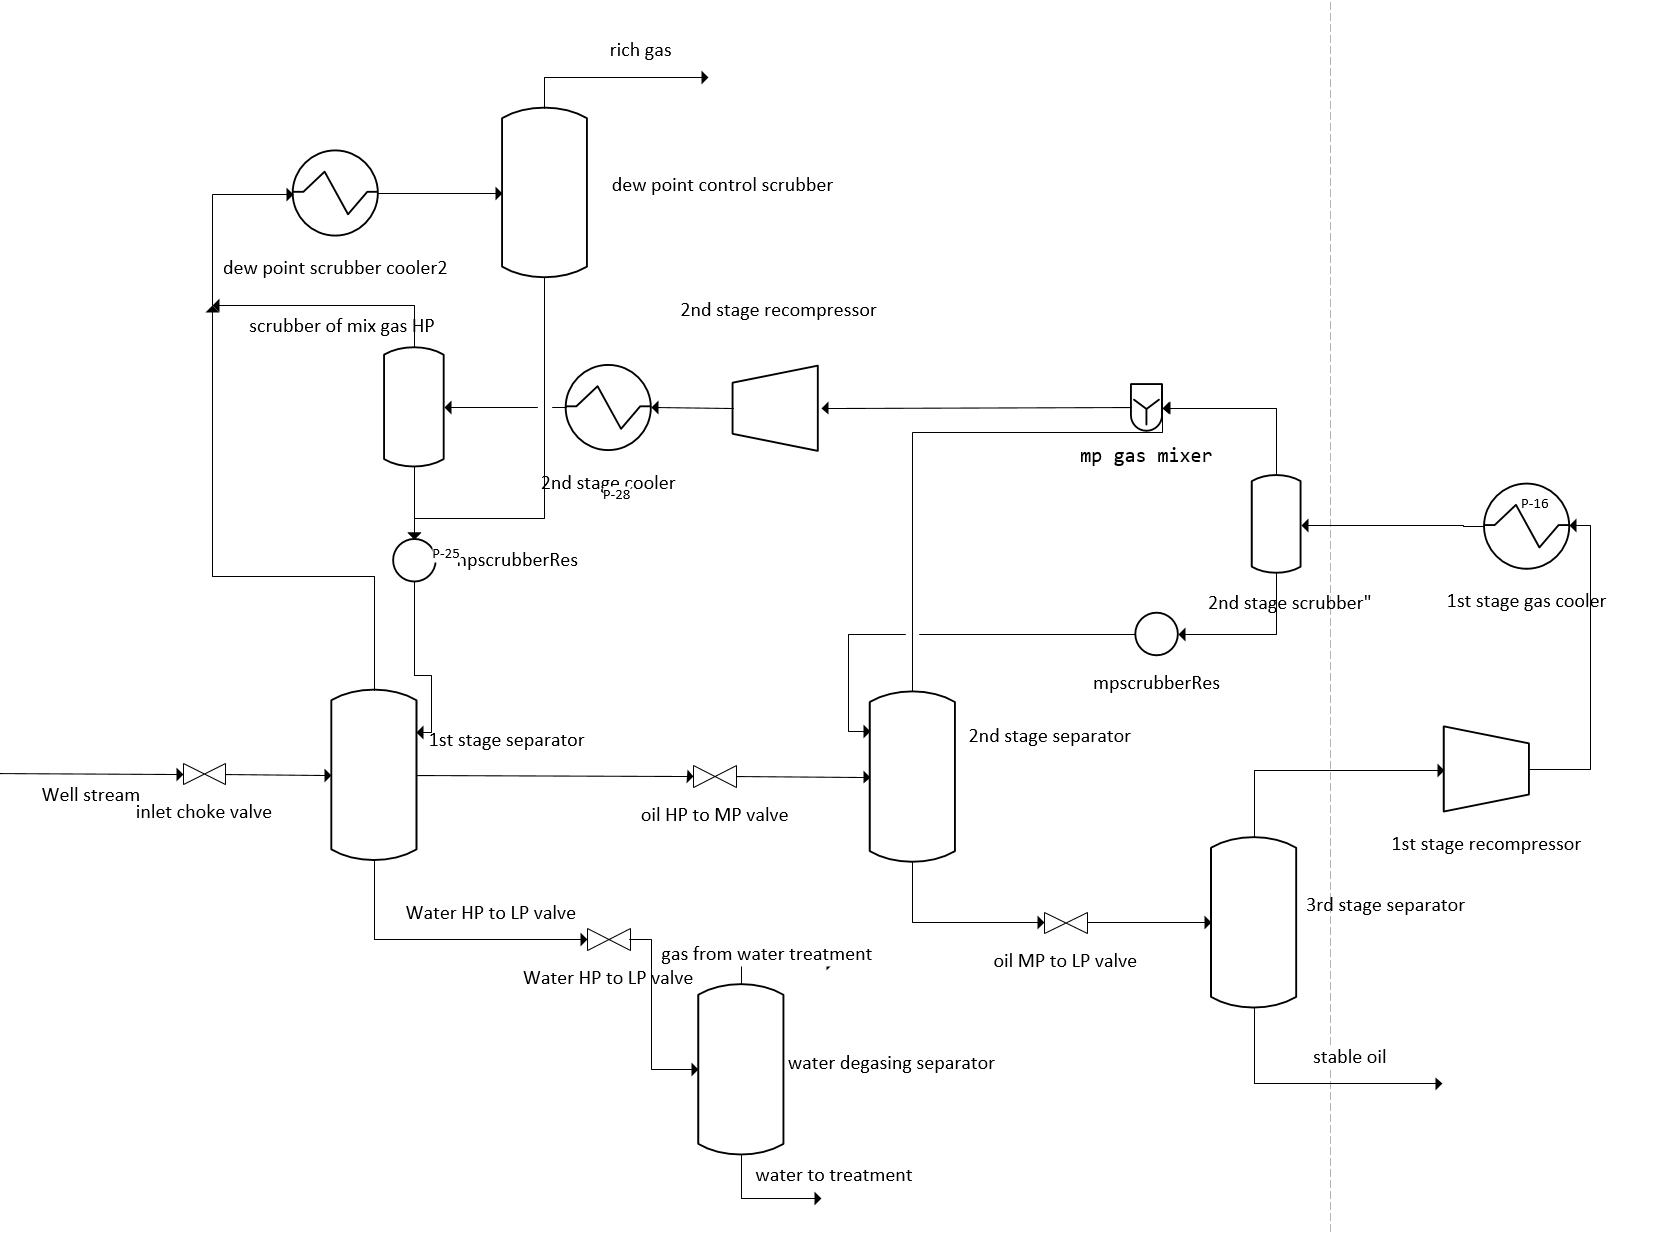 rich gas
dew point control scrubber
dew point scrubber cooler2
2nd stage recompressor
scrubber of mix gas HP
mp gas mixer
2nd stage cooler
P-28
P-16
P-25
2nd stage scrubber"
1st stage gas cooler
mpscrubberRes
1st stage separator
2nd stage separator
Well stream
inlet choke valve
oil HP to MP valve
1st stage recompressor
3rd stage separator
Water HP to LP valve
gas from water treatment
oil MP to LP valve
Water HP to LP valve
stable oil
water degasing separator
water to treatment